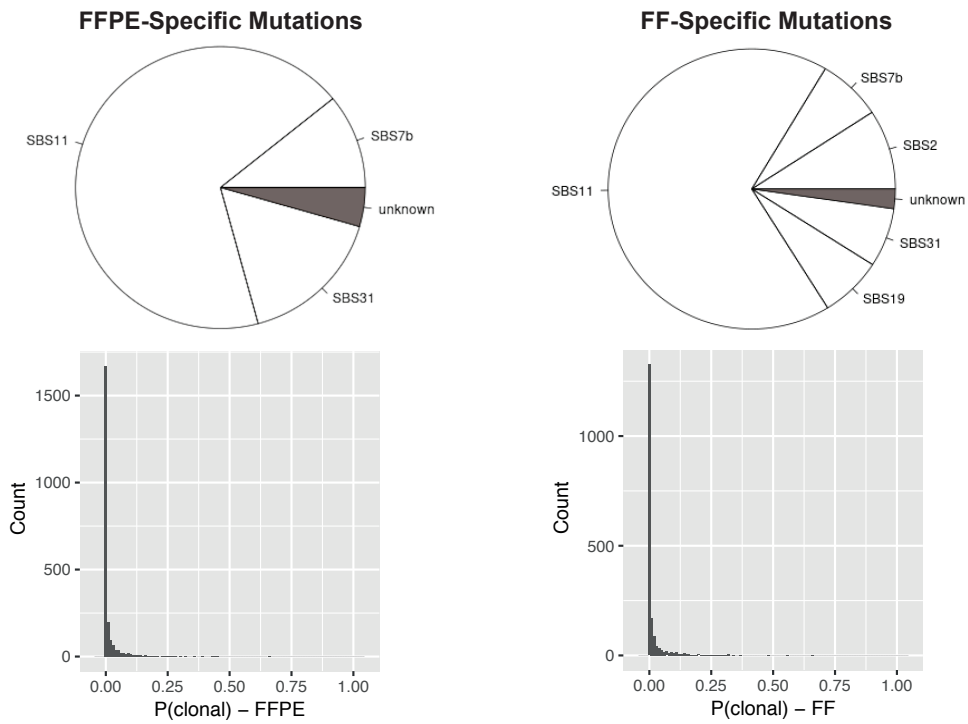 FFPE-Specific Mutations
SBS11
SBS7b
unknown
SBS31
FF-Specific Mutations
SBS7b
SBS2
SBS11
unknown
SBS31
SBS19
Count
1500
1000
500
0
0.00 0.25 0.50 0.75 1.00
P(clonal) − FFPE
Count
1000
500
0
0.00 0.25 0.50 0.75 1.00
P(clonal) − FF